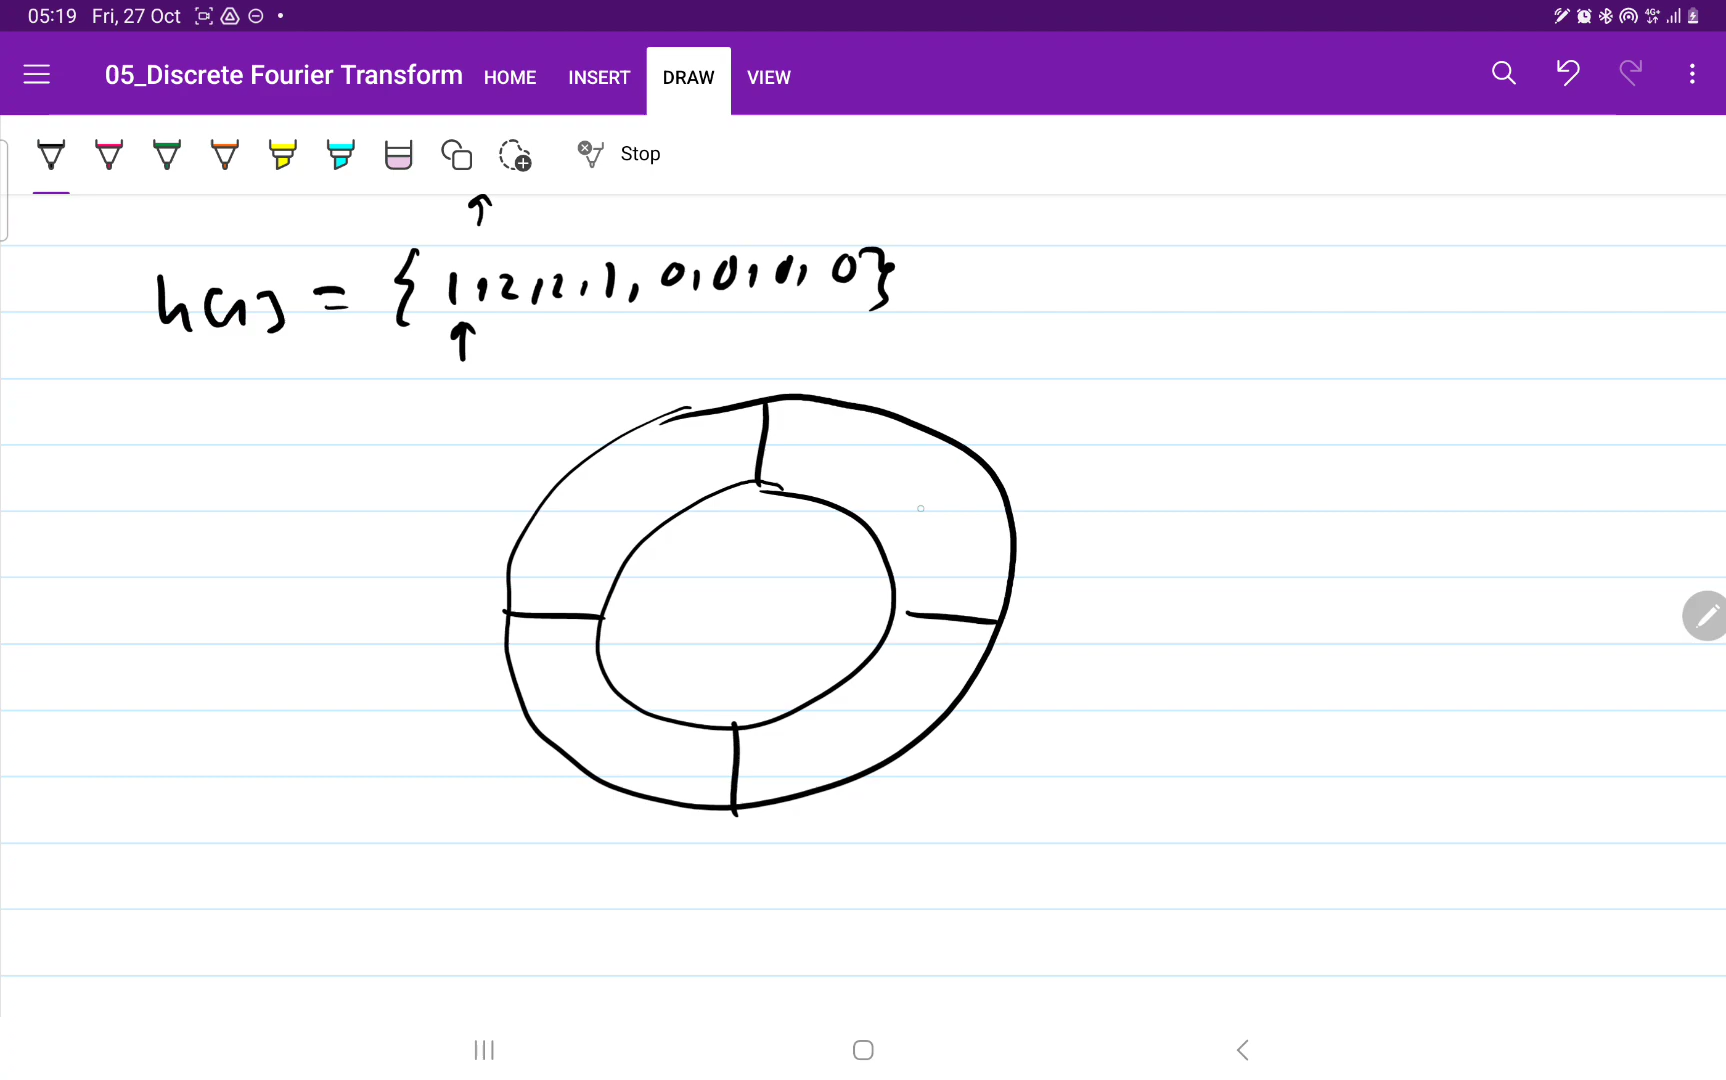 05:19 Fri, 27 Oct 4G+
05_Discrete Fourier Transform HOME INSERT DRAW VIEW
Stop
↑
h[n] = { 1, 2, 2, 1, 0, 0, 0, 0 }
↑